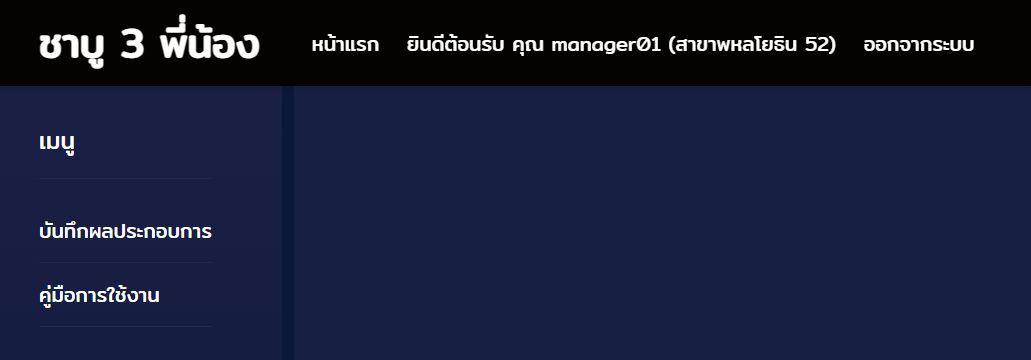 ชาบู 3 พี่น้อง หน้าแรก ยินดีต้อนรับ คุณ manager01 (สาขาพหลโยธิน 52) ออกจากระบบ
เมนู
บันทึกผลประกอบการ
คู่มือการใช้งาน